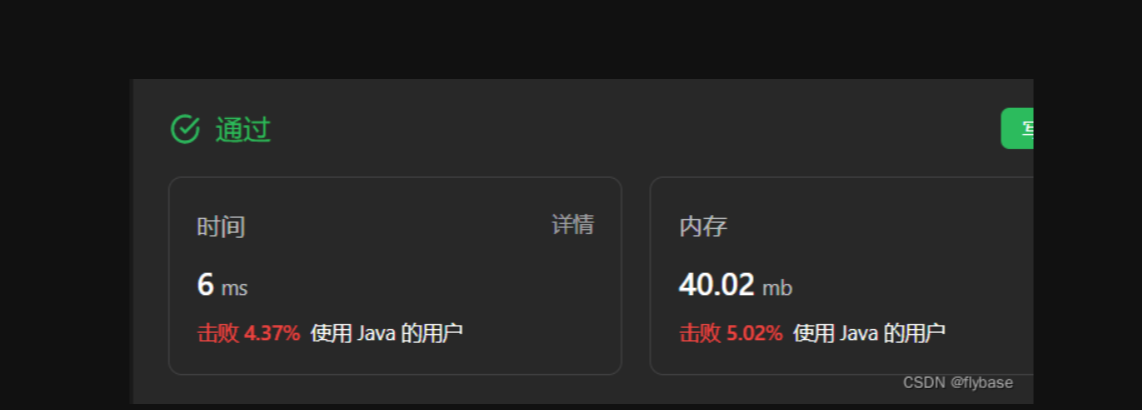 通过
时间 详情
6 ms
击败 4.37% 使用 Java 的用户
内存
40.02 mb
击败 5.02% 使用 Java 的用户
CSDN @flybase